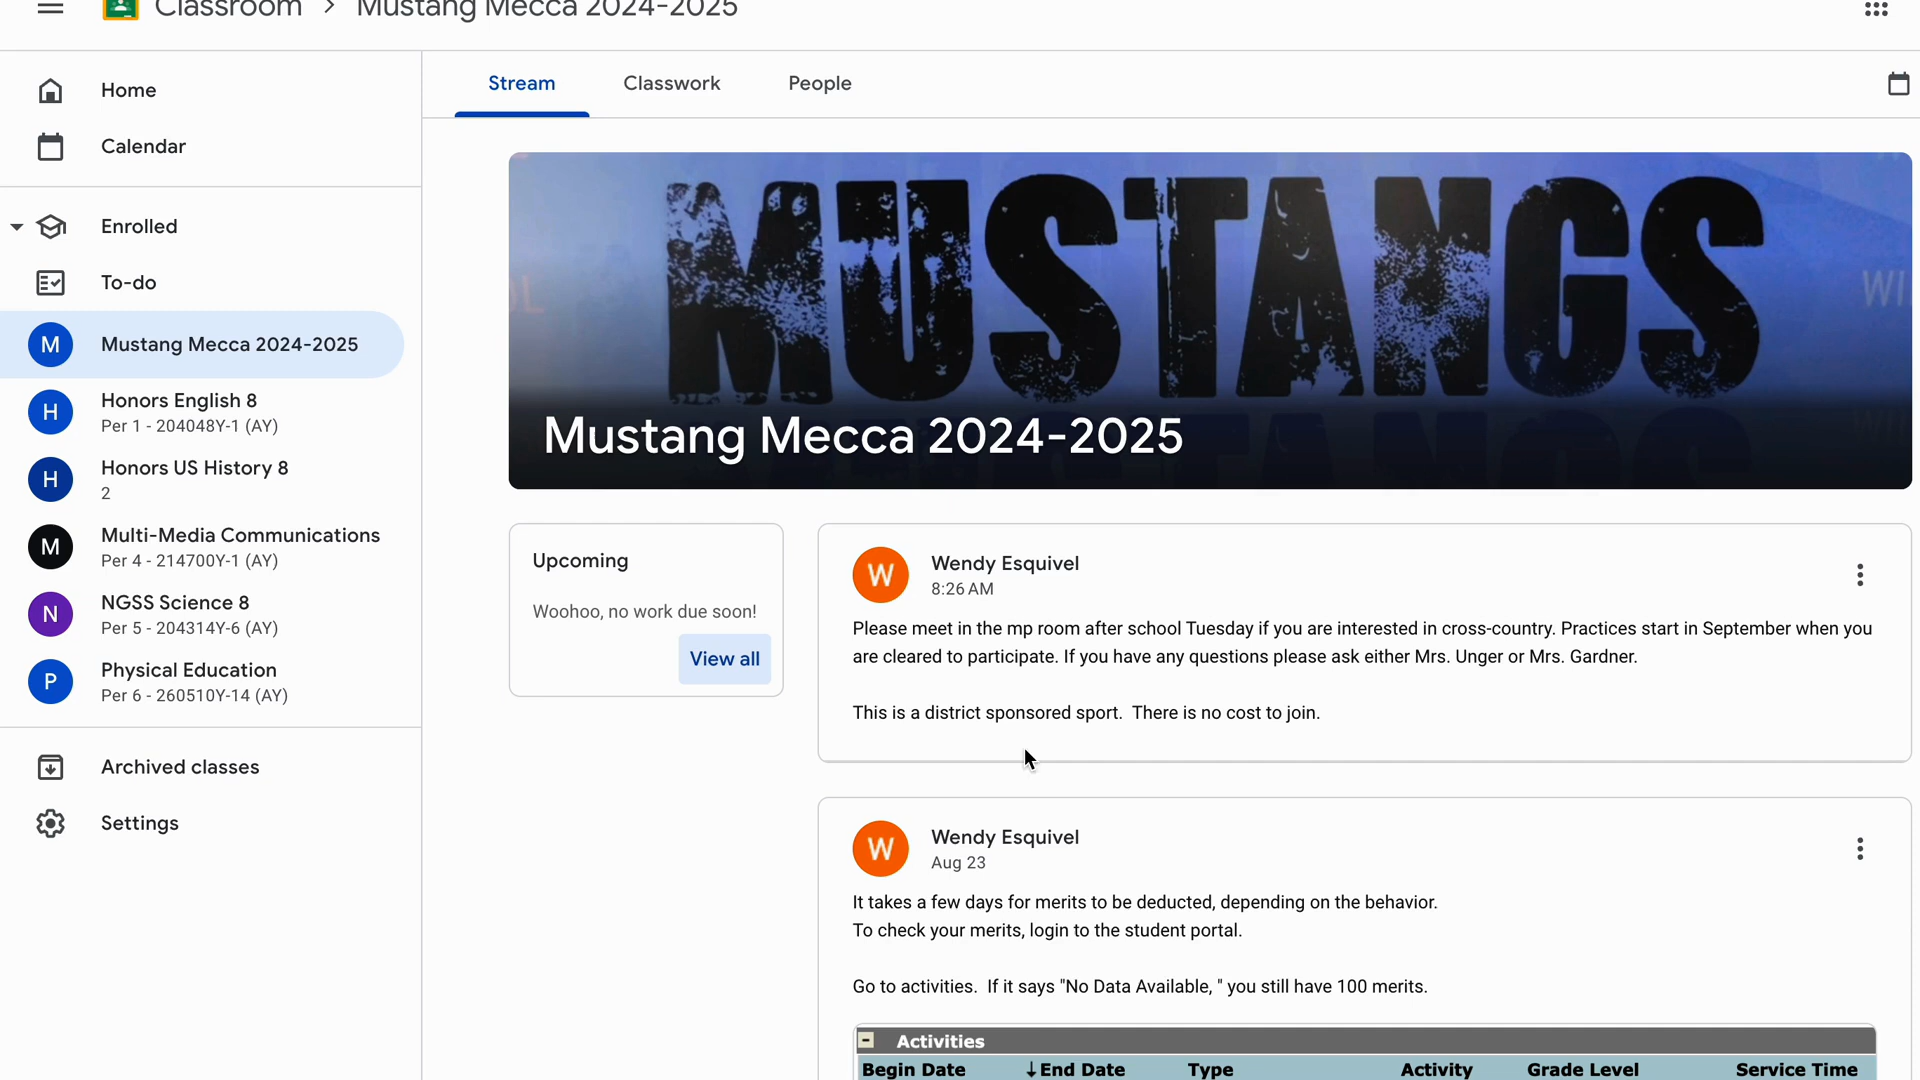 Classroom > Mustang Mecca 2024-2025
Home
Calendar
Enrolled
To-do
M Mustang Mecca 2024-2025
H Honors English 8
Per 1 - 204048Y-1 (AY)
H Honors US History 8
2
M Multi-Media Communications
Per 4 - 214700Y-1 (AY)
N NGSS Science 8
Per 5 - 204314Y-6 (AY)
P Physical Education
Per 6 - 260510Y-14 (AY)
Archived classes
Settings
Stream Classwork People
MUSTANGS
Mustang Mecca 2024-2025
Upcoming
Woohoo, no work due soon!
View all
W Wendy Esquivel
8:26 AM
Please meet in the mp room after school Tuesday if you are interested in cross-country. Practices start in September when you
are cleared to participate. If you have any questions please ask either Mrs. Unger or Mrs. Gardner.
This is a district sponsored sport.  There is no cost to join.
W Wendy Esquivel
Aug 23
It takes a few days for merits to be deducted, depending on the behavior.
To check your merits, login to the student portal.
Go to activities.  If it says "No Data Available, " you still have 100 merits.
Activities
Begin Date ↓End Date Type Activity Grade Level Service Time